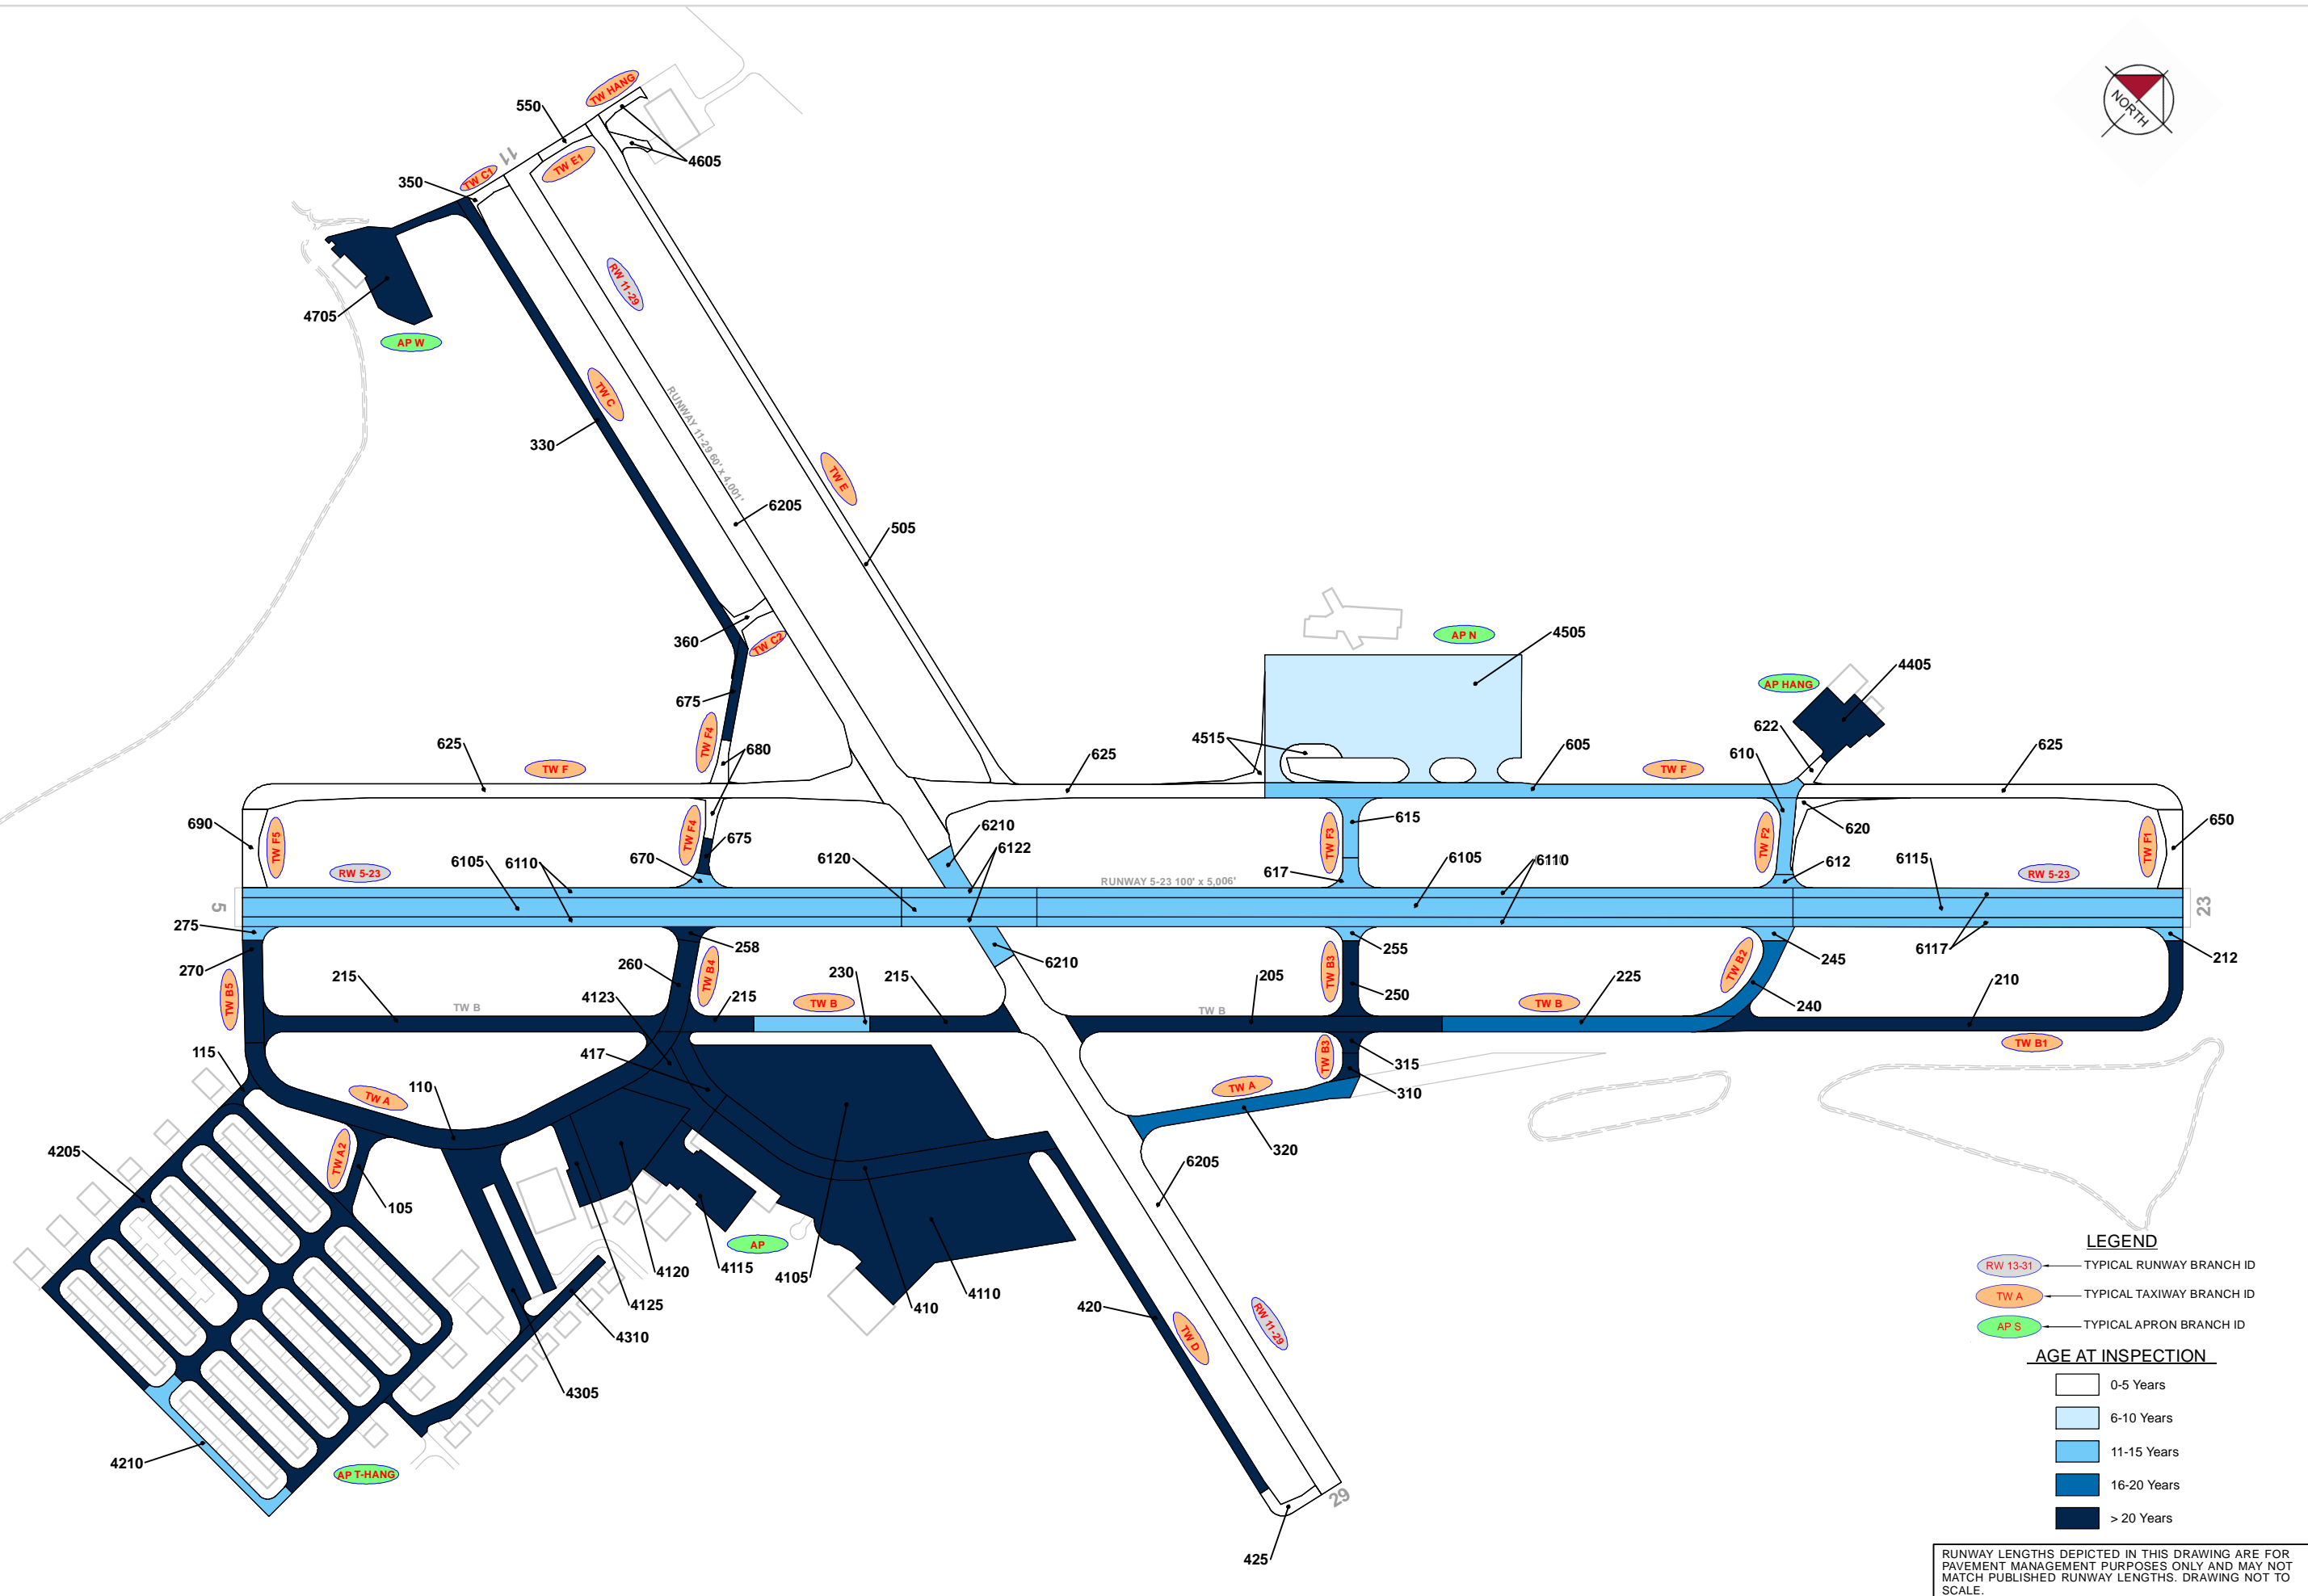 NORTH
TW HANG
550
11
TW E1
4605
TW C1
350
RW 11-29
4705
AP W
TW C
RUNWAY 11-29 60' x 4,001'
330
TW E
6205
505
360
TW C2
AP N
4505
4405
AP HANG
675
622
TW F4
680
4515
605
610
625
TW F
625
TW F
625
690
TW F5
TW F4
675
6210
6122
TW F3
615
TW F2
620
TW F1
650
RW 5-23
6105
6110
670
6120
RUNWAY 5-23 100' x 5,006'
617
6105
6110
612
6115
RW 5-23
5
23
275
258
255
245
6117
212
270
TW B5
215
260
TW B4
230
215
6210
205
TW B3
250
TW B2
225
210
TW B
4123
215
TW B
TW B
TW B
240
115
417
TW B3
315
TW B1
TW A
110
TW A
310
4205
TW A2
320
105
6205
AP
4120
4115
4105
4125
410
4110
420
TW D
RW 11-29
4310
4305
4210
AP T-HANG
29
425
LEGEND
RW 13-31 TYPICAL RUNWAY BRANCH ID
TW A TYPICAL TAXIWAY BRANCH ID
AP S TYPICAL APRON BRANCH ID
AGE AT INSPECTION
0-5 Years
6-10 Years
11-15 Years
16-20 Years
> 20 Years
RUNWAY LENGTHS DEPICTED IN THIS DRAWING ARE FOR
PAVEMENT MANAGEMENT PURPOSES ONLY AND MAY NOT
MATCH PUBLISHED RUNWAY LENGTHS. DRAWING NOT TO
SCALE.